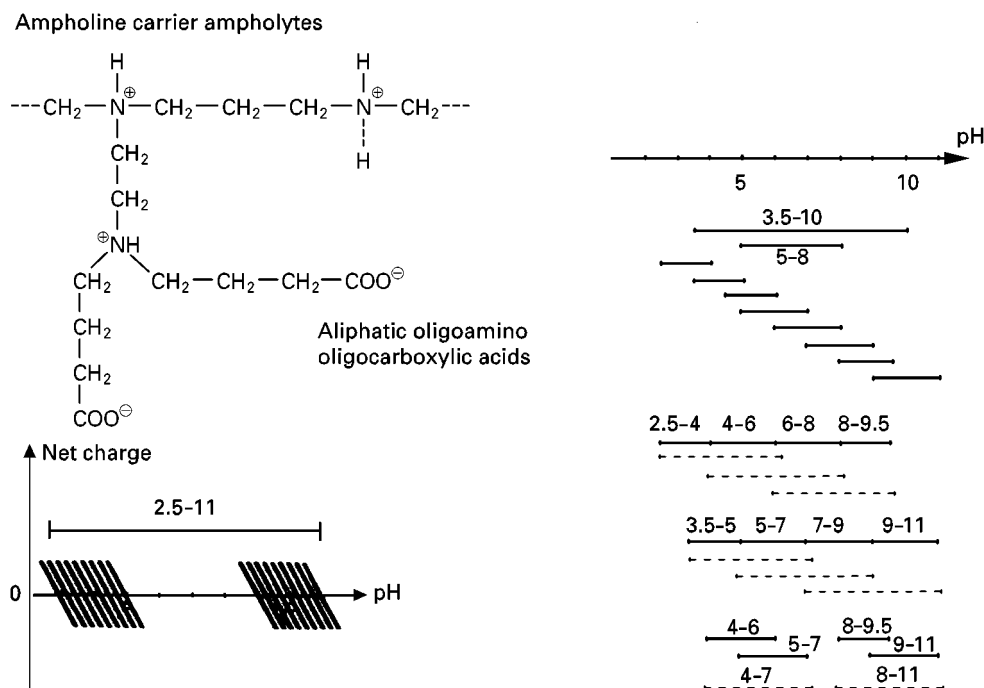 Ampholine carrier ampholytes
H H
---CH₂—N⊕—CH₂—CH₂—CH₂—N⊕—CH₂---
CH₂ H
CH₂
⊕NH
CH₂ CH₂—CH₂—CH₂—COO⊖
CH₂
CH₂
COO⊖
Aliphatic oligoamino
oligocarboxylic acids
Net charge
2.5–11
0 pH
pH
5 10
3.5–10
5–8
2.5–4 4–6 6–8 8–9.5
3.5–5 5–7 7–9 9–11
4–6 8–9.5
5–7 9–11
4–7 8–11